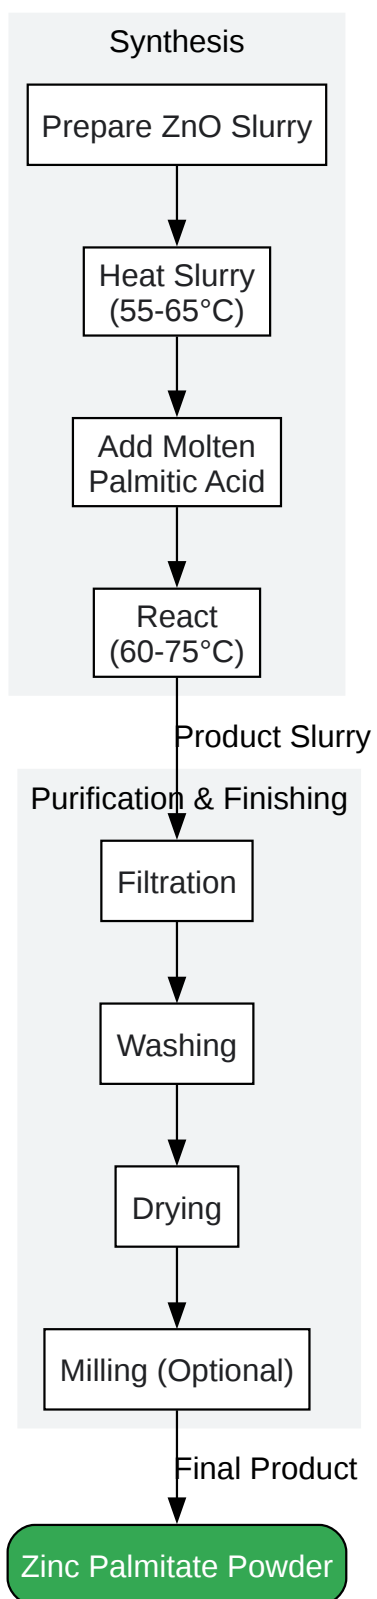 Synthesis
Prepare ZnO Slurry
Heat Slurry
(55-65°C)
Add Molten
Palmitic Acid
React
(60-75°C)
Product Slurry
Purification & Finishing
Filtration
Washing
Drying
Milling (Optional)
Final Product
Zinc Palmitate Powder